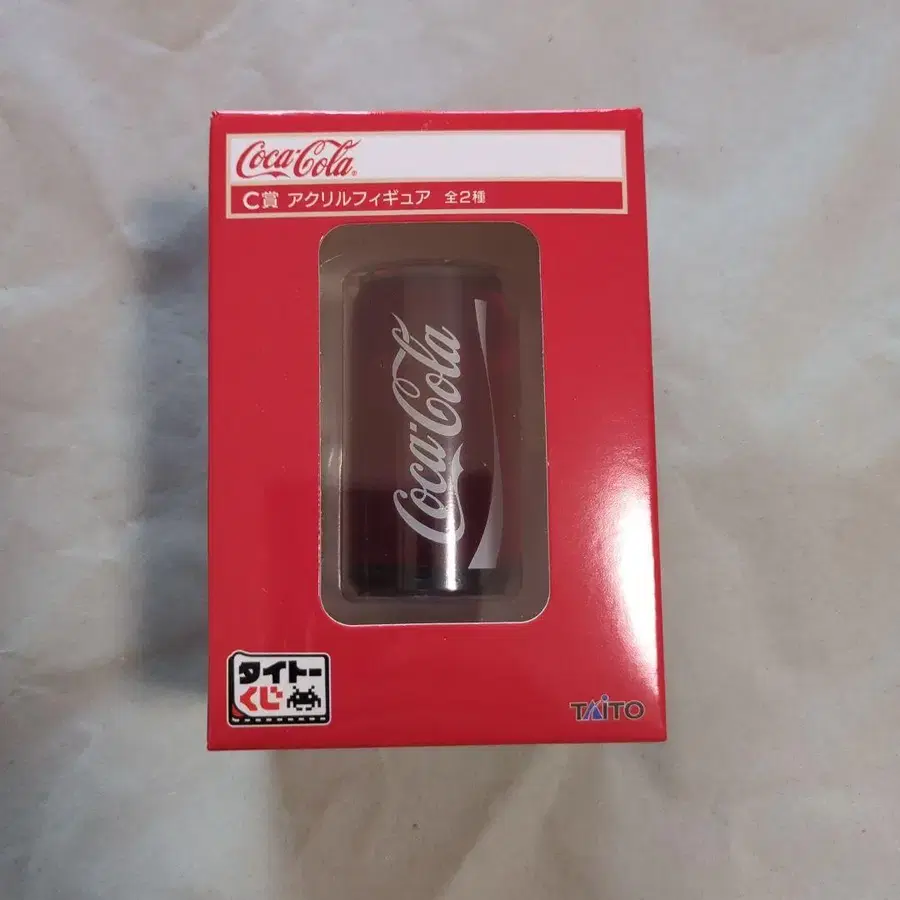 Coca-Cola®
C賞 アクリルフィギュア 全2種
Coca-Cola
タイトー
くじ
TAITO